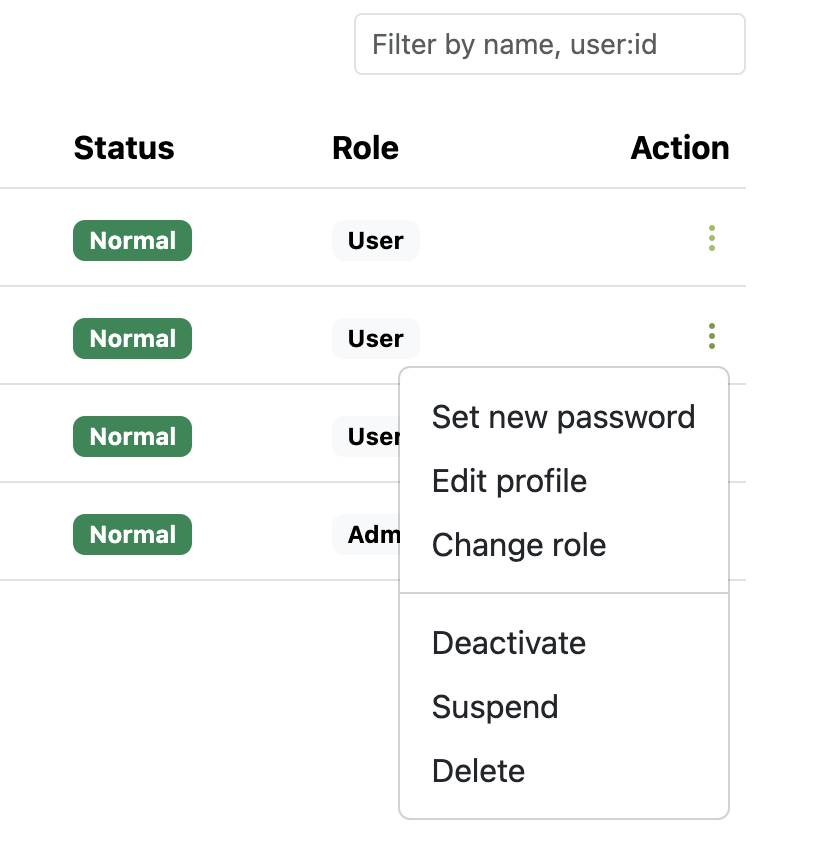 Filter by name, user:id
Status Role Action
Normal User
Normal User
Normal User
Normal Adm
Set new password
Edit profile
Change role
Deactivate
Suspend
Delete